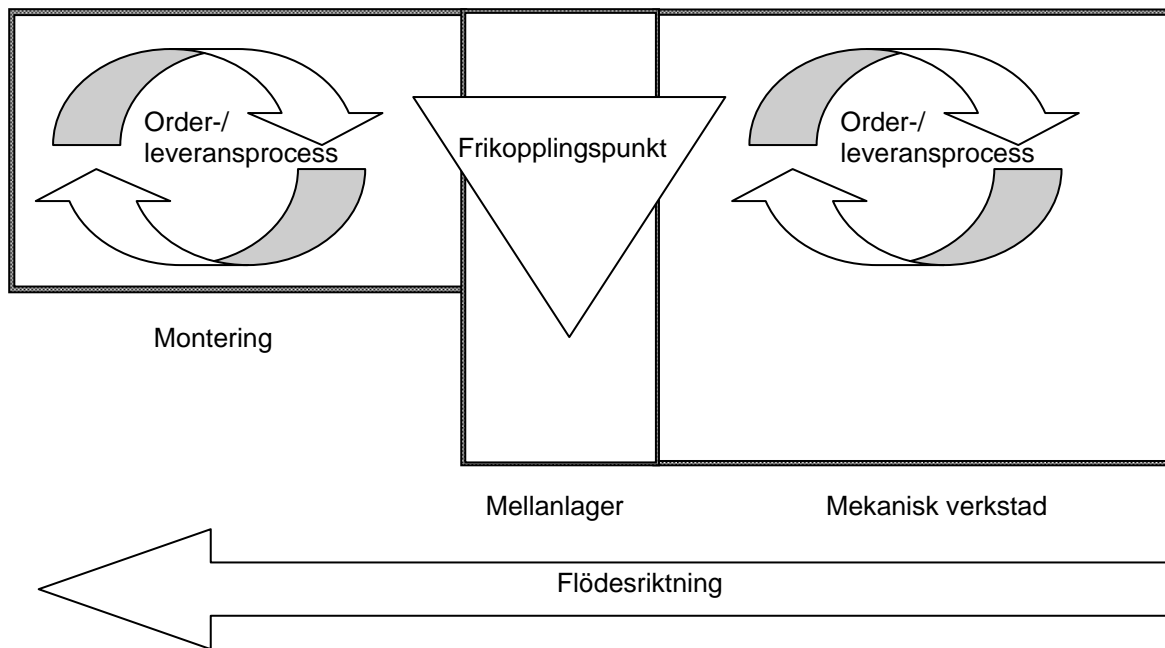 Order-/
leveransprocess
Frikopplingspunkt
Order-/
leveransprocess
Montering
Mellanlager
Mekanisk verkstad
Flödesriktning